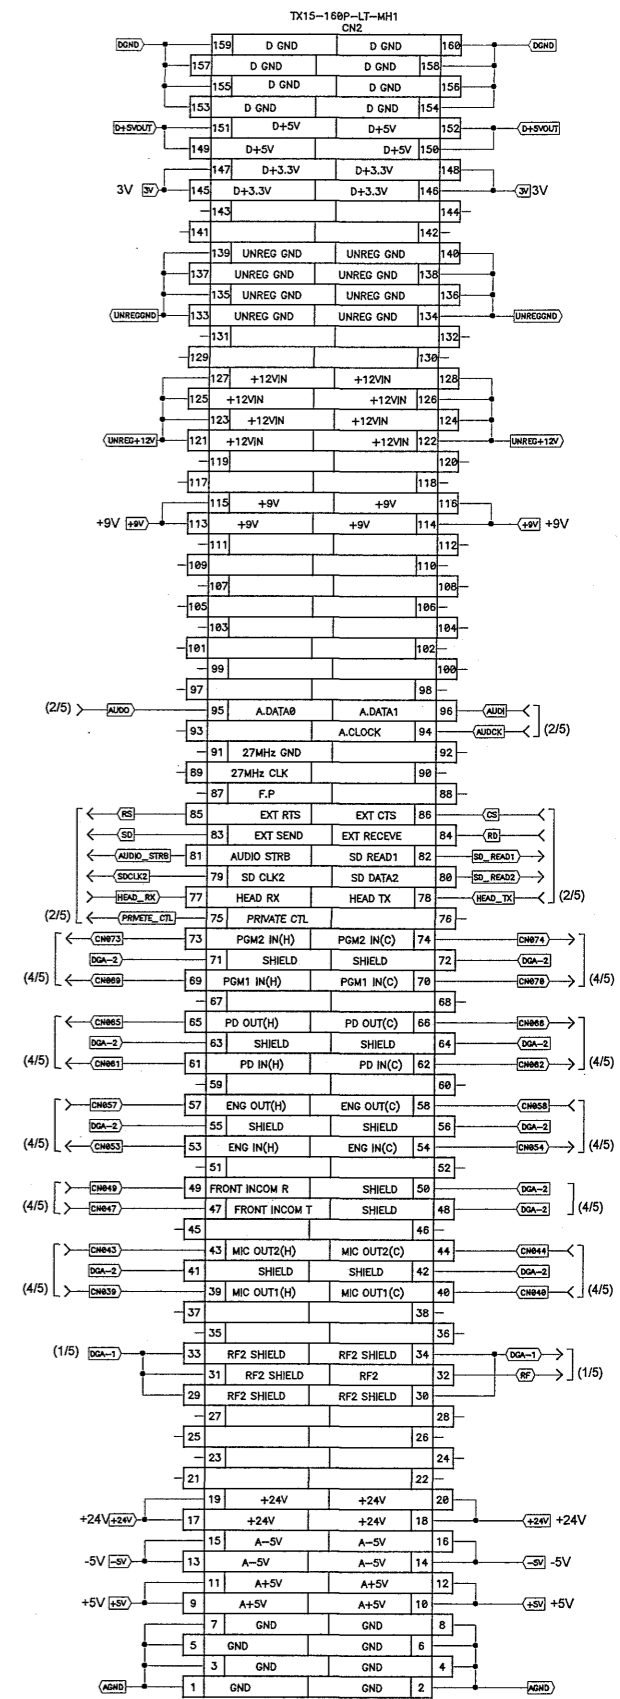 TX15-160P-LT-MH1
CN2
DGND 159 D GND D GND 160 DGND
157 D GND D GND 158
155 D GND D GND 156
153 D GND D GND 154
D+5VOUT 151 D+5V D+5V 152 D+5VOUT
149 D+5V D+5V 150
147 D+3.3V D+3.3V 148
3V 3V 145 D+3.3V D+3.3V 146 3V 3V
143 144
141 142
139 UNREG GND UNREG GND 140
137 UNREG GND UNREG GND 138
135 UNREG GND UNREG GND 136
UNREGGND 133 UNREG GND UNREG GND 134 UNREGGND
131 132
129 130
127 +12VIN +12VIN 128
125 +12VIN +12VIN 126
123 +12VIN +12VIN 124
UNREG+12V 121 +12VIN +12VIN 122 UNREG+12V
119 120
117 118
115 +9V +9V 116
+9V +9V 113 +9V +9V 114 +9V +9V
111 112
109 110
107 108
105 106
103 104
101 102
99 100
97 98
(2/5) AUDO 95 A.DATA0 A.DATA1 96 AUDI
93 A.CLOCK 94 AUDCK (2/5)
91 27MHz GND 92
89 27MHz CLK 90
87 F.P 88
RS 85 EXT RTS EXT CTS 86 CS
SD 83 EXT SEND EXT RECEVE 84 RD
AUDIO_STRB 81 AUDIO STRB SD READ1 82 SD_READ1
SDCLK2 79 SD CLK2 SD DATA2 80 SD_READ2
HEAD_RX 77 HEAD RX HEAD TX 78 HEAD_TX (2/5)
(2/5) PRIVETE_CTL 75 PRIVATE CTL 76
CN073 73 PGM2 IN(H) PGM2 IN(C) 74 CN074
DGA-2 71 SHIELD SHIELD 72 DGA-2
(4/5) CN069 69 PGM1 IN(H) PGM1 IN(C) 70 CN070 (4/5)
67 68
CN065 65 PD OUT(H) PD OUT(C) 66 CN066
DGA-2 63 SHIELD SHIELD 64 DGA-2
(4/5) CN061 61 PD IN(H) PD IN(C) 62 CN062 (4/5)
59 60
CN057 57 ENG OUT(H) ENG OUT(C) 58 CN058
DGA-2 55 SHIELD SHIELD 56 DGA-2
(4/5) CN053 53 ENG IN(H) ENG IN(C) 54 CN054 (4/5)
51 52
CN049 49 FRONT INCOM R SHIELD 50 DGA-2
(4/5) CN047 47 FRONT INCOM T SHIELD 48 DGA-2 (4/5)
45 46
CN043 43 MIC OUT2(H) MIC OUT2(C) 44 CN044
DGA-2 41 SHIELD SHIELD 42 DGA-2
(4/5) CN039 39 MIC OUT1(H) MIC OUT1(C) 40 CN040 (4/5)
37 38
35 36
(1/5) DGA-1 33 RF2 SHIELD RF2 SHIELD 34 DGA-1
31 RF2 SHIELD RF2 32 RF (1/5)
29 RF2 SHIELD RF2 SHIELD 30
27 28
25 26
23 24
21 22
19 +24V +24V 20
+24V +24V 17 +24V +24V 18 +24V +24V
15 A-5V A-5V 16
-5V -5V 13 A-5V A-5V 14 -5V -5V
11 A+5V A+5V 12
+5V +5V 9 A+5V A+5V 10 +5V +5V
7 GND GND 8
5 GND GND 6
3 GND GND 4
AGND 1 GND GND 2 AGND